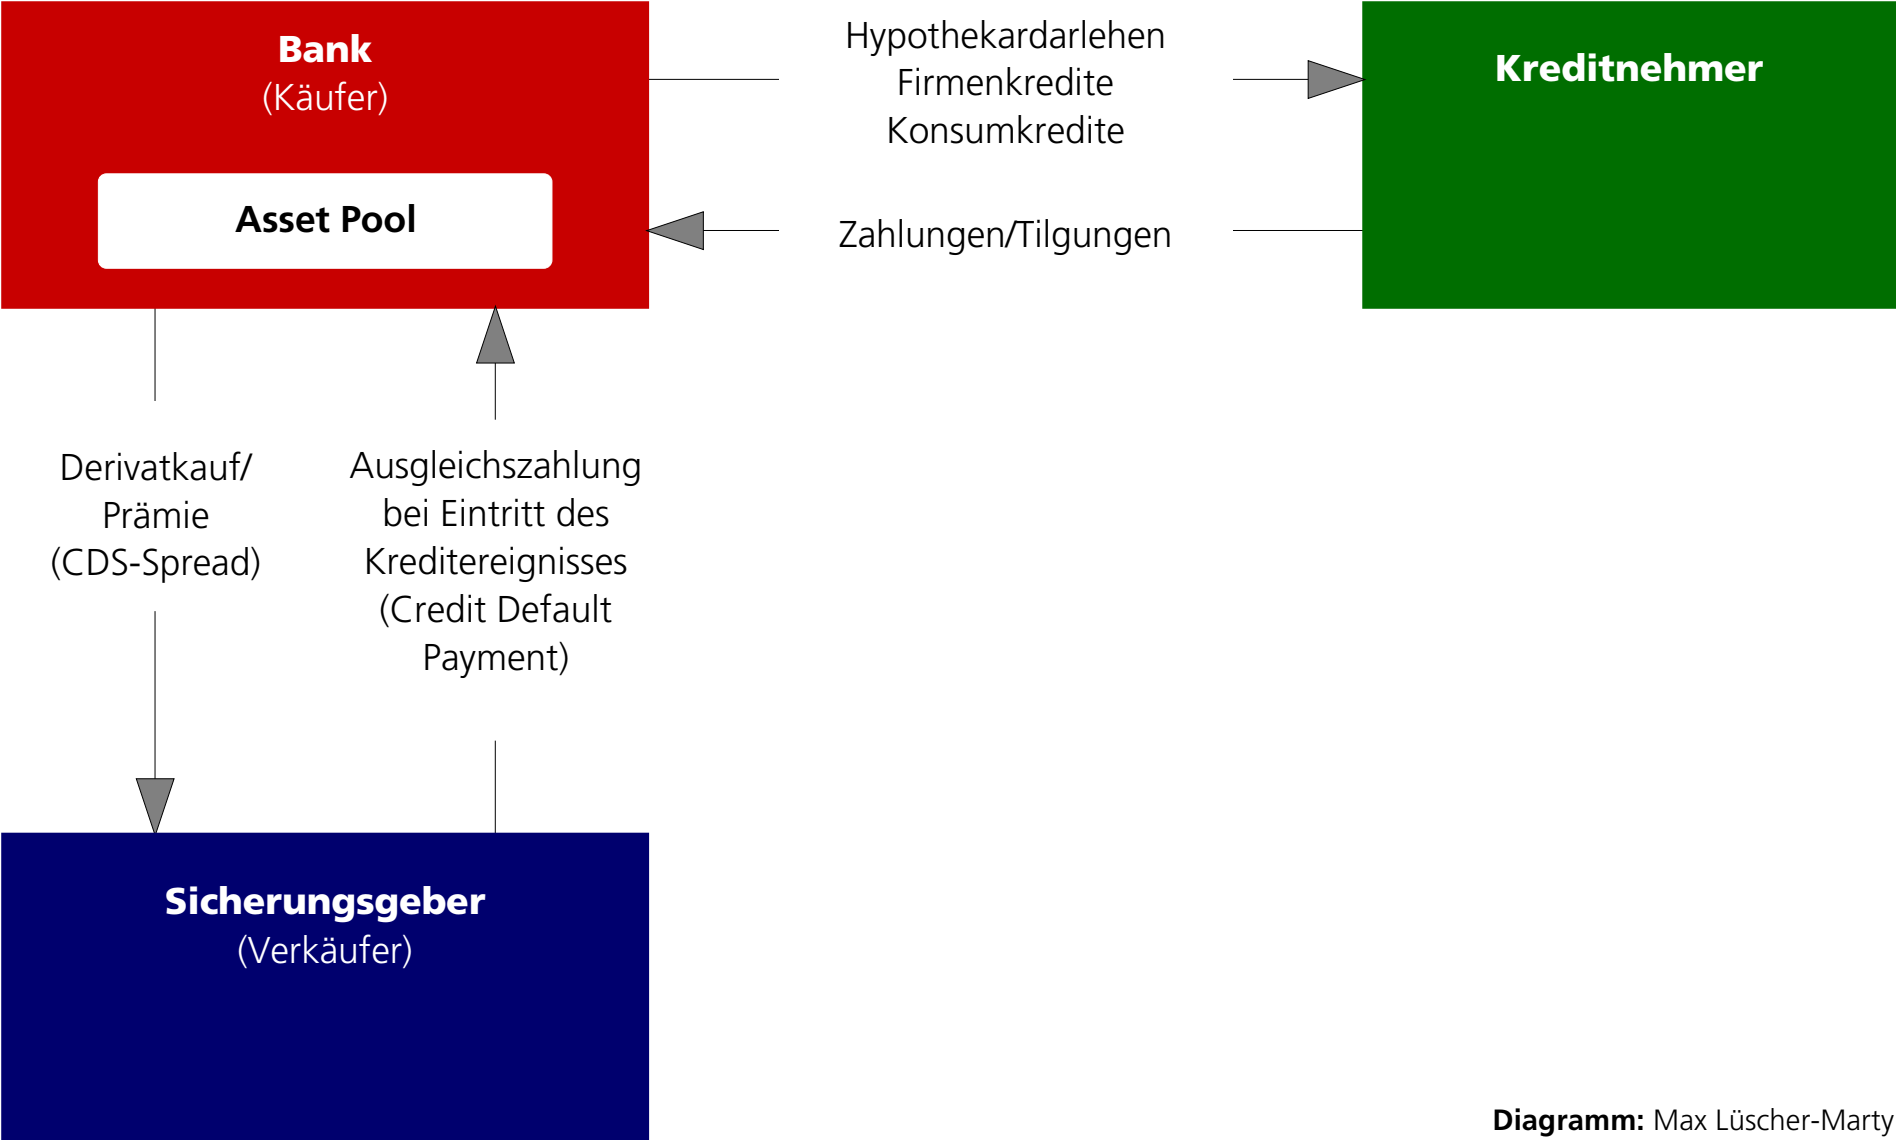 Bank
(Käufer)
Asset Pool
Hypothekardarlehen
Firmenkredite
Konsumkredite
Zahlungen/Tilgungen
Kreditnehmer
Derivatkauf/
Prämie
(CDS-Spread)
Ausgleichszahlung
bei Eintritt des
Kreditereignisses
(Credit Default
Payment)
Sicherungsgeber
(Verkäufer)
Diagramm: Max Lüscher-Marty